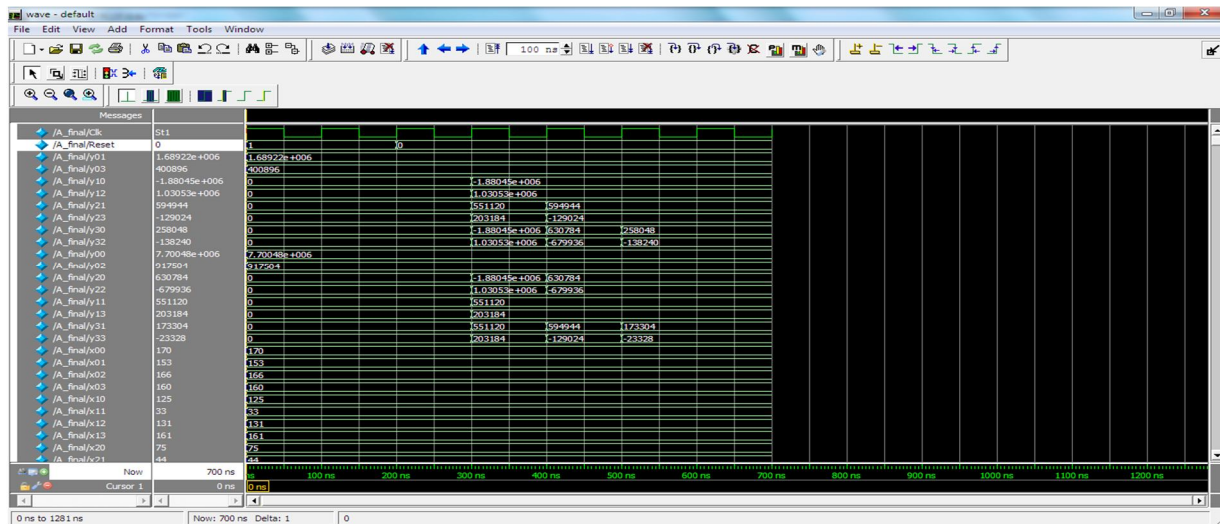 wave - default
File Edit View Add Format Tools Window
100 ns
Messages
/A_final/Clk St1
/A_final/Reset 0 1 0
/A_final/y01 1.68922e+006 1.68922e+006
/A_final/y03 400896 400896
/A_final/y10 -1.88045e+006 0 -1.88045e+006
/A_final/y12 1.03053e+006 0 1.03053e+006
/A_final/y21 594944 0 551120 594944
/A_final/y23 -129024 0 203184 -129024
/A_final/y30 258048 0 -1.88045e+006 630784 258048
/A_final/y32 -138240 0 1.03053e+006 -679936 -138240
/A_final/y00 7.70048e+006 7.70048e+006
/A_final/y02 917504 917504
/A_final/y20 630784 0 -1.88045e+006 630784
/A_final/y22 -679936 0 1.03053e+006 -679936
/A_final/y11 551120 0 551120
/A_final/y13 203184 0 203184
/A_final/y31 173304 0 551120 594944 173304
/A_final/y33 -23328 0 203184 -129024 -23328
/A_final/x00 170 170
/A_final/x01 153 153
/A_final/x02 166 166
/A_final/x03 160 160
/A_final/x10 125 125
/A_final/x11 33 33
/A_final/x12 131 131
/A_final/x13 161 161
/A_final/x20 75 75
/A_final/x21 44 44
Now 700 ns ns 100 ns 200 ns 300 ns 400 ns 500 ns 600 ns 700 ns 800 ns 900 ns 1000 ns 1100 ns 1200 ns
Cursor 1 0 ns 0 ns
0 ns to 1281 ns Now: 700 ns Delta: 1 0